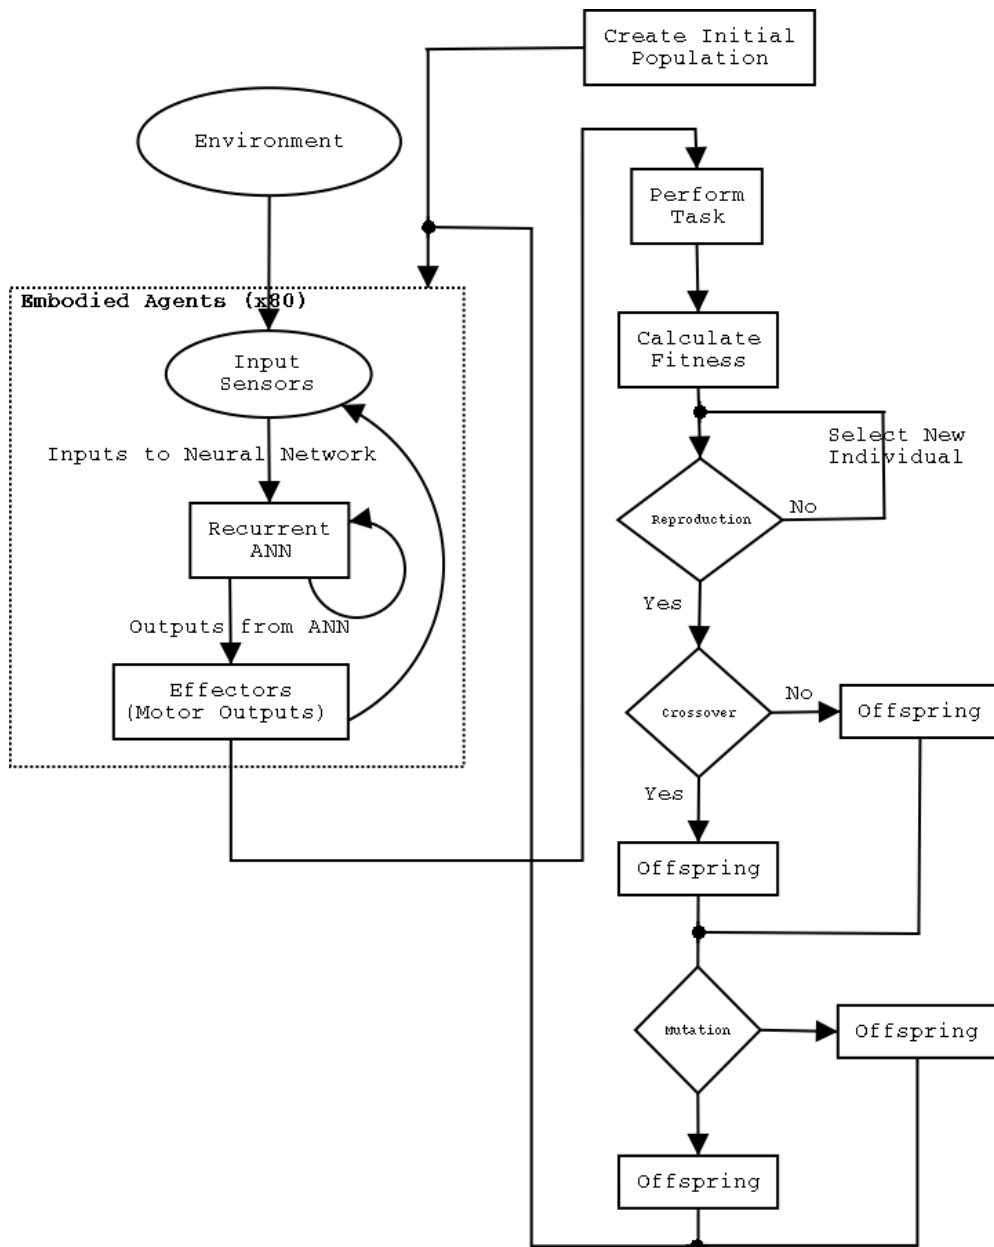 Create Initial
Population
Environment
Perform
Task
Embodied Agents (x80)
Input
Sensors
Calculate
Fitness
Select New
Individual
Inputs to Neural Network
Reproduction
No
Recurrent
ANN
Yes
Outputs from ANN
Effectors
(Motor Outputs)
Crossover
No
Offspring
Yes
Offspring
Mutation
Offspring
Offspring